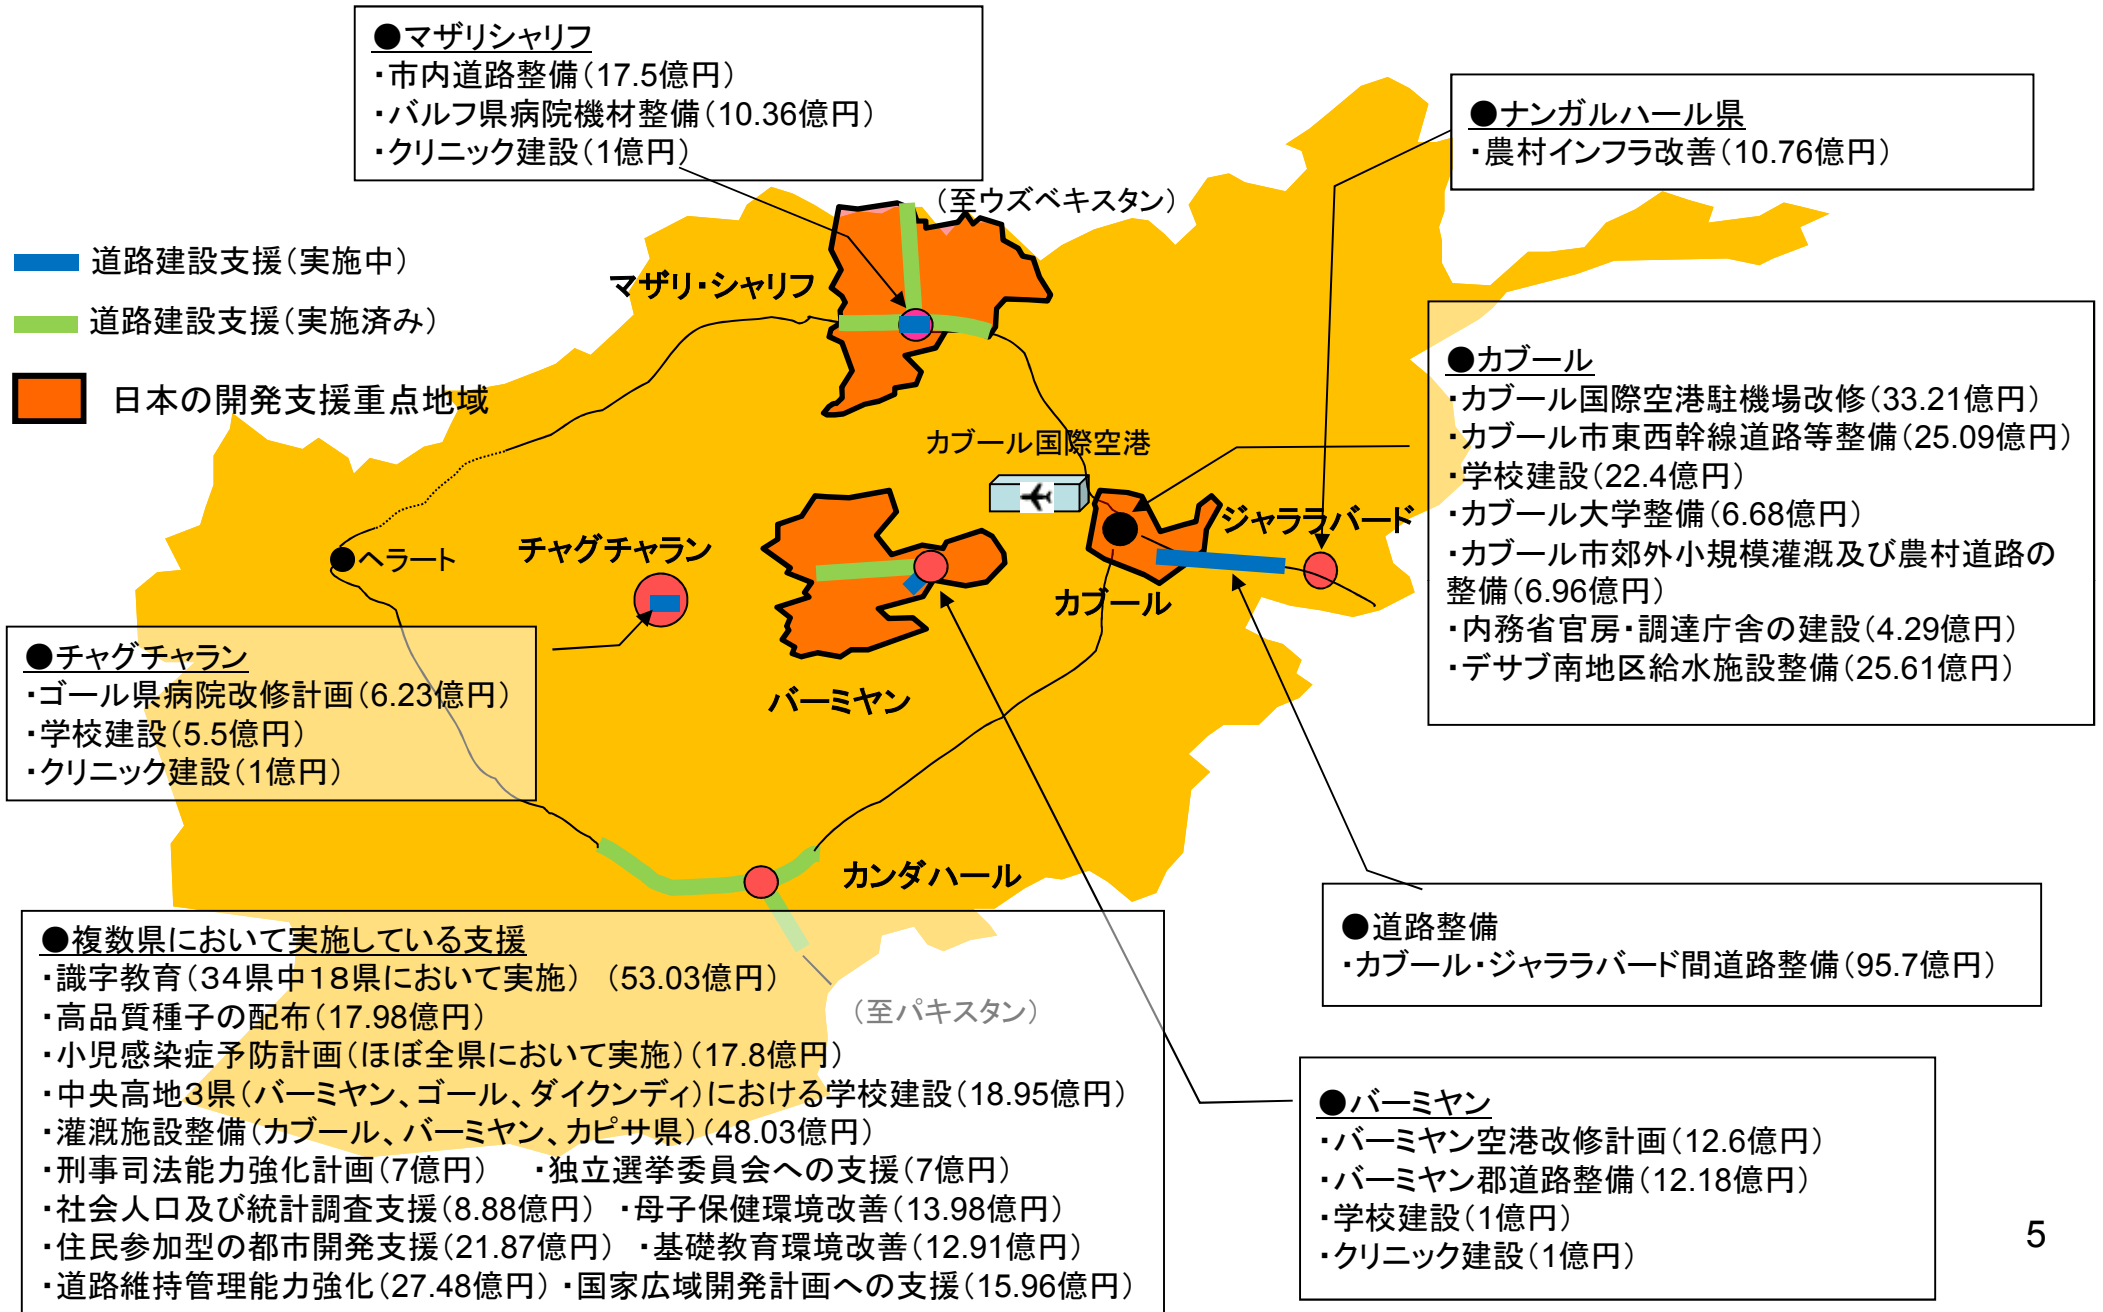 ●マザリシャリフ
・市内道路整備(17.5億円)
・バルフ県病院機材整備(10.36億円)
・クリニック建設(1億円)
●ナンガルハール県
・農村インフラ改善(10.76億円)
(至ウズベキスタン)
道路建設支援(実施中)
マザリ・シャリフ
道路建設支援(実施済み)
日本の開発支援重点地域
●カブール
・カブール国際空港駐機場改修(33.21億円)
・カブール市東西幹線道路等整備(25.09億円)
・学校建設(22.4億円)
・カブール大学整備(6.68億円)
・カブール市郊外小規模灌漑及び農村道路の
整備(6.96億円)
・内務省官房・調達庁舎の建設(4.29億円)
・デサブ南地区給水施設整備(25.61億円)
カブール国際空港
ジャララバード
チャグチャラン
ヘラート
カブール
バーミヤン
●チャグチャラン
・ゴール県病院改修計画(6.23億円)
・学校建設(5.5億円)
・クリニック建設(1億円)
カンダハール
●複数県において実施している支援
・識字教育(34県中18県において実施) (53.03億円)
・高品質種子の配布(17.98億円)
・小児感染症予防計画(ほぼ全県において実施)(17.8億円)
・中央高地3県(バーミヤン、ゴール、ダイクンディ)における学校建設(18.95億円)
・灌漑施設整備(カブール、バーミヤン、カピサ県)(48.03億円)
・刑事司法能力強化計画(7億円) ・独立選挙委員会への支援(7億円)
・社会人口及び統計調査支援(8.88億円) ・母子保健環境改善(13.98億円)
・住民参加型の都市開発支援(21.87億円) ・基礎教育環境改善(12.91億円)
・道路維持管理能力強化(27.48億円)・国家広域開発計画への支援(15.96億円)
(至パキスタン)
●道路整備
・カブール・ジャララバード間道路整備(95.7億円)
●バーミヤン
・バーミヤン空港改修計画(12.6億円)
・バーミヤン郡道路整備(12.18億円)
・学校建設(1億円)
・クリニック建設(1億円)
5